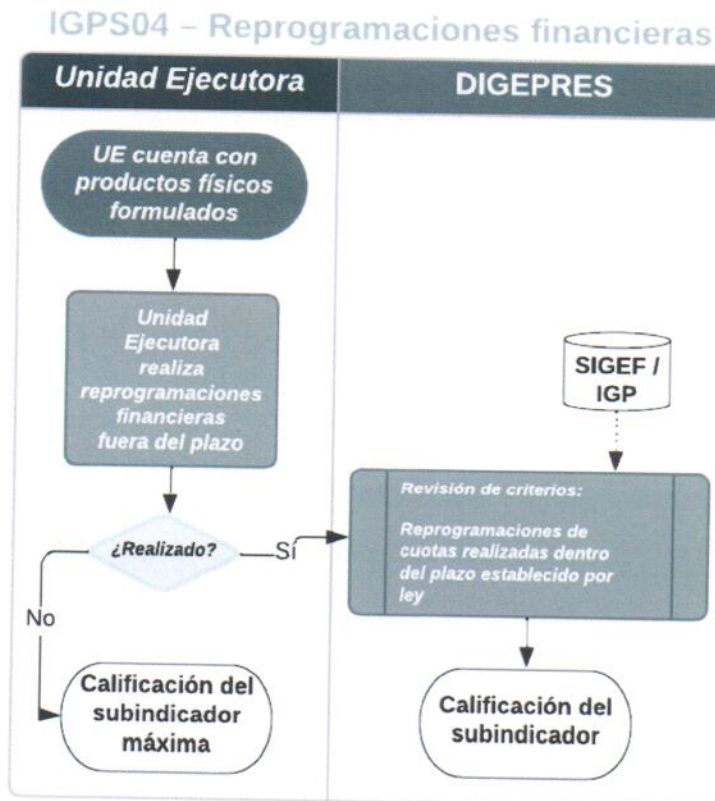 IGPS04 – Reprogramaciones financieras
Unidad Ejecutora
DIGEPRES
UE cuenta con
productos físicos
formulados
Unidad
Ejecutora
realiza
reprogramaciones
financieras
fuera del plazo
SIGEF /
IGP
¿Realizado?
Sí
Revisión de criterios:
Reprogramaciones de
cuotas realizadas dentro
del plazo establecido por
ley
No
Calificación del
subindicador
máxima
Calificación del
subindicador